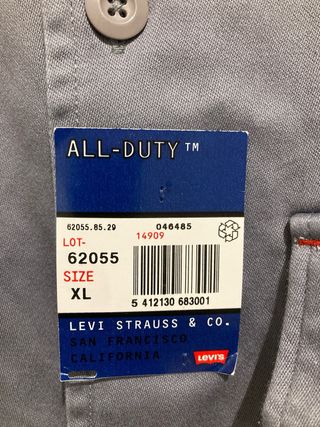 ALL-DUTY™
62055.85.29 046485
LOT- 14909
62055
SIZE
XL
5 412130 683001
LEVI STRAUSS & CO.
SAN FRANCISCO
CALIFORNIA
LEVI'S